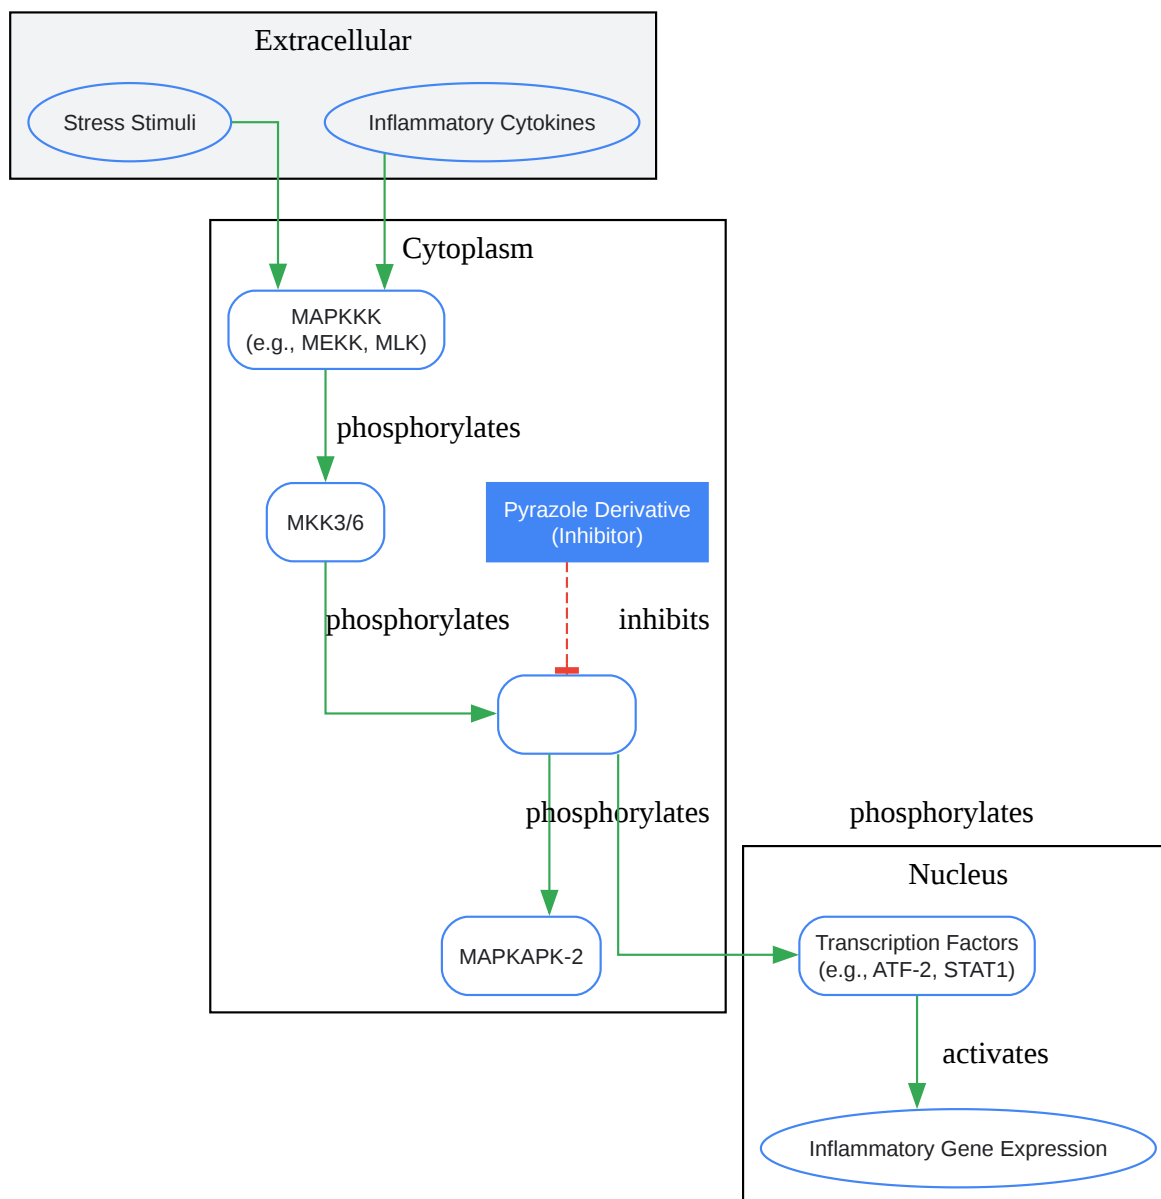 Extracellular
Stress Stimuli
Inflammatory Cytokines
Cytoplasm
MAPKKK
(e.g., MEKK, MLK)
phosphorylates
MKK3/6
Pyrazole Derivative
(Inhibitor)
phosphorylates
inhibits
phosphorylates
phosphorylates
Nucleus
MAPKAPK-2
Transcription Factors
(e.g., ATF-2, STAT1)
activates
Inflammatory Gene Expression